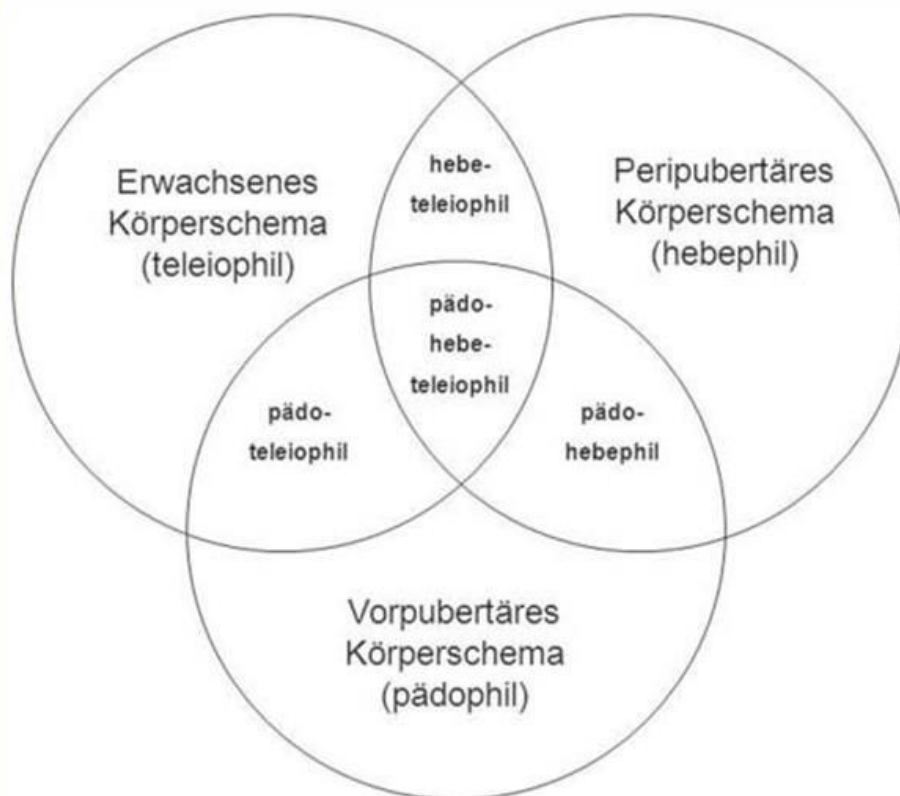 Erwachsenes
Körperschema
(teleiophil)
hebe-
teleiophil
Peripubertäres
Körperschema
(hebephil)
pädo-
hebe-
teleiophil
pädo-
teleiophil
pädo-
hebephil
Vorpubertäres
Körperschema
(pädophil)